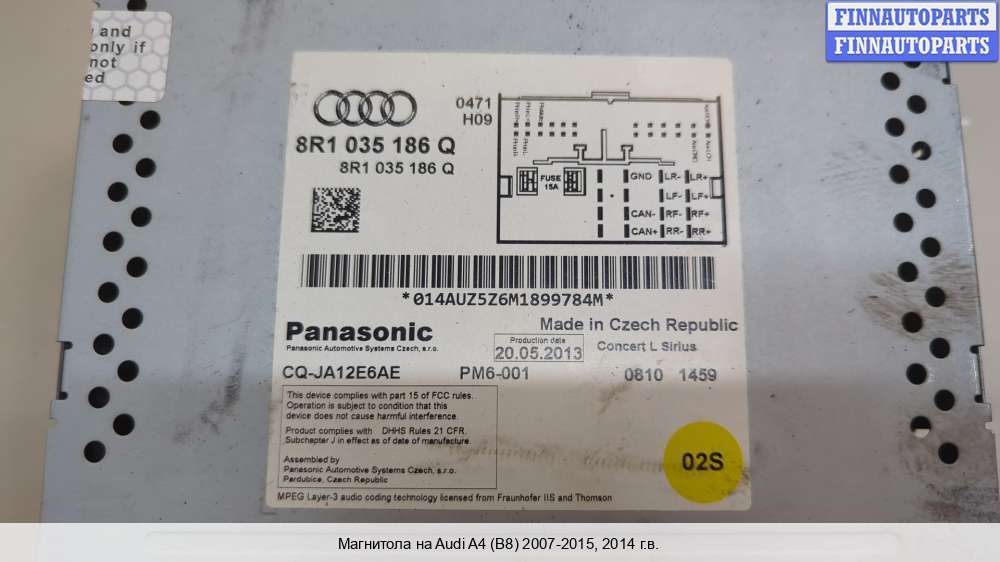 FINNAUTOPARTS
FINNAUTOPARTS
and
only if
not
ed
0471
H09
8R1 035 186 Q
8R1 035 186 Q
FUSE
15A
GND LR- LR+
LF- LF+
CAN- RF- RF+
CAN+ RR- RR+
*014AUZ5Z6M1899784M*
Panasonic
Panasonic Automotive Systems Czech, s.r.o.
Made in Czech Republic
Production date
20.05.2013
Concert L Sirius
CQ-JA12E6AE PM6-001 0810 1459
This device complies with part 15 of FCC rules.
Operation is subject to condition that this
device does not cause harmful interference.
Product complies with DHHS Rules 21 CFR.
Subchapter J in effect as of date of manufacture.
Assembled by
Panasonic Automotive Systems Czech, s.r.o.
Pardubice, Czech Republic
02S
MPEG Layer-3 audio coding technology licensed from Fraunhofer IIS and Thomson
Магнитола на Audi A4 (B8) 2007-2015, 2014 г.в.